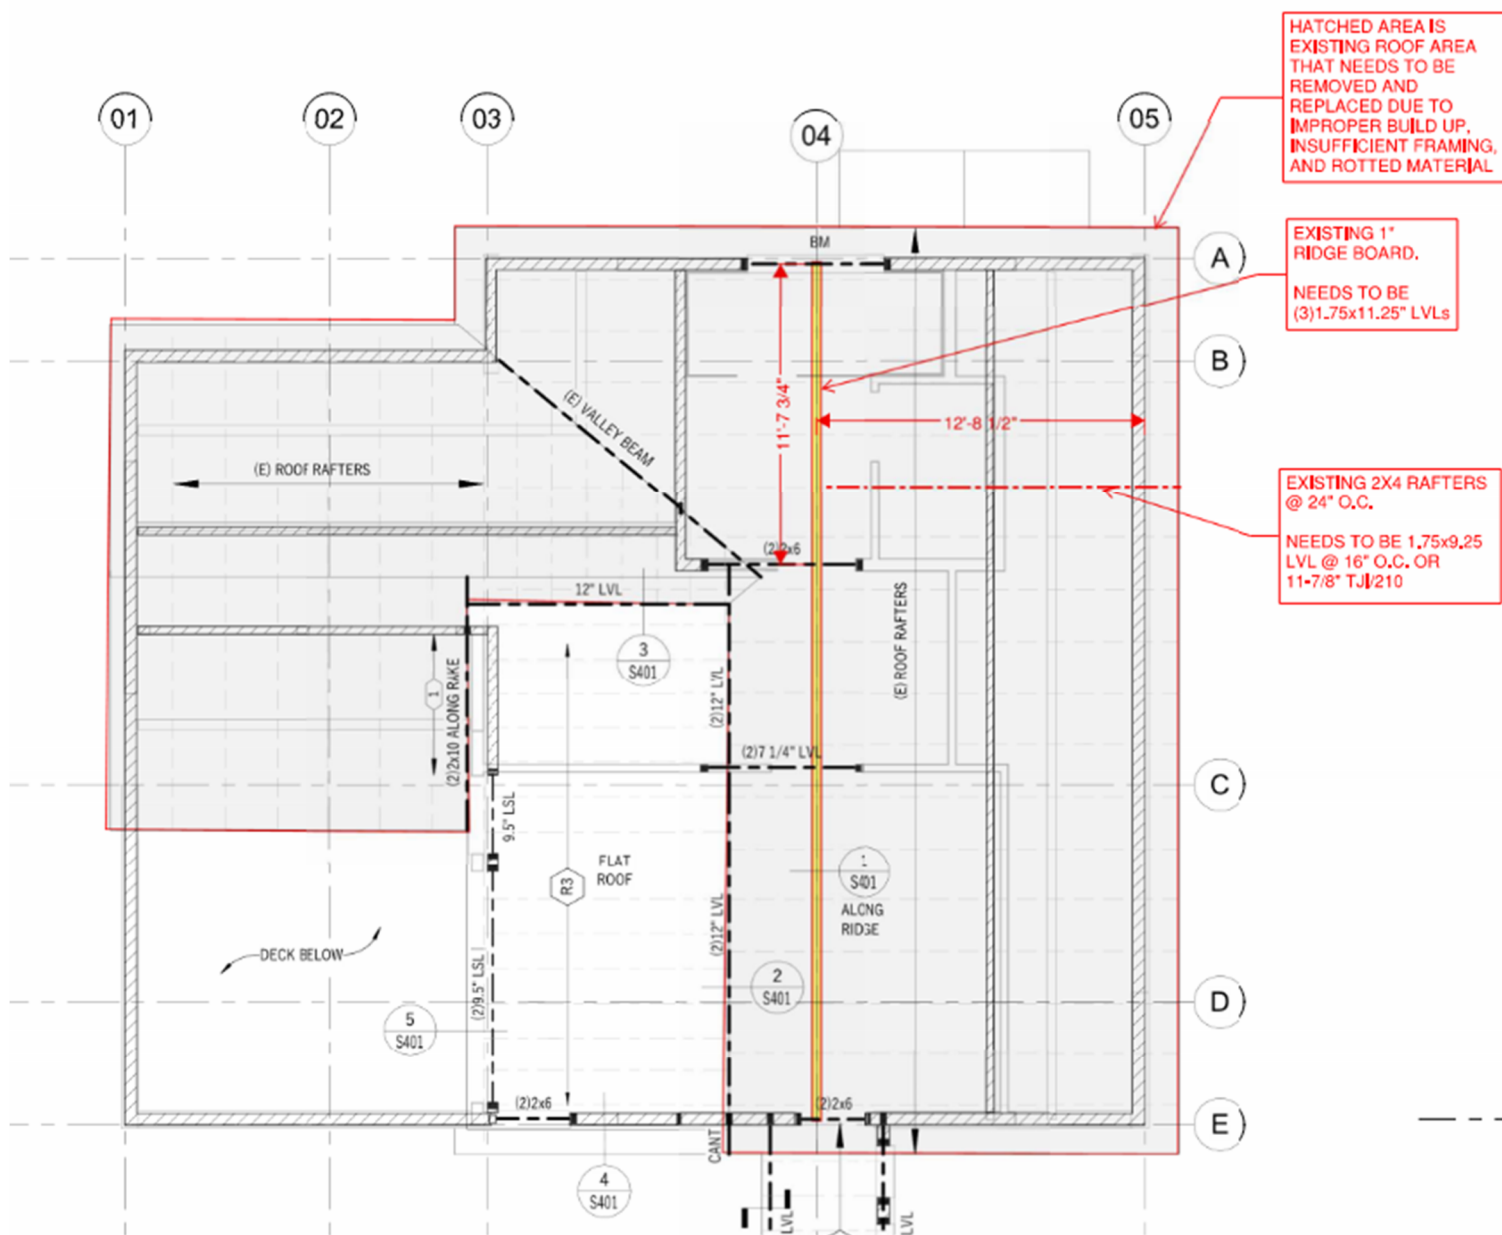 HATCHED AREA IS
EXISTING ROOF AREA
THAT NEEDS TO BE
REMOVED AND
REPLACED DUE TO
IMPROPER BUILD UP,
INSUFFICIENT FRAMING,
AND ROTTED MATERIAL
01
02
03
04
05
BM
A
EXISTING 1"
RIDGE BOARD.
NEEDS TO BE
(3)1.75x11.25" LVLs
B
(E) VALLEY BEAM
11'-7 3/4"
12'-8 1/2"
(E) ROOF RAFTERS
EXISTING 2X4 RAFTERS
@ 24" O.C.
NEEDS TO BE 1.75x9.25
LVL @ 16" O.C. OR
11-7/8" TJI/210
(2)2x6
12" LVL
(E) ROOF RAFTERS
3
S401
1
(2)2x10 ALONG RAKE
(2)12" LVL
(2)7 1/4" LVL
C
9.5" LSL
FLAT
ROOF
R3
1
S401
ALONG
RIDGE
(2)12" LVL
DECK BELOW
(2)9.5" LSL
2
S401
D
5
S401
(2)2x6
(2)2x6
E
CANT
4
S401
LVL
LVL